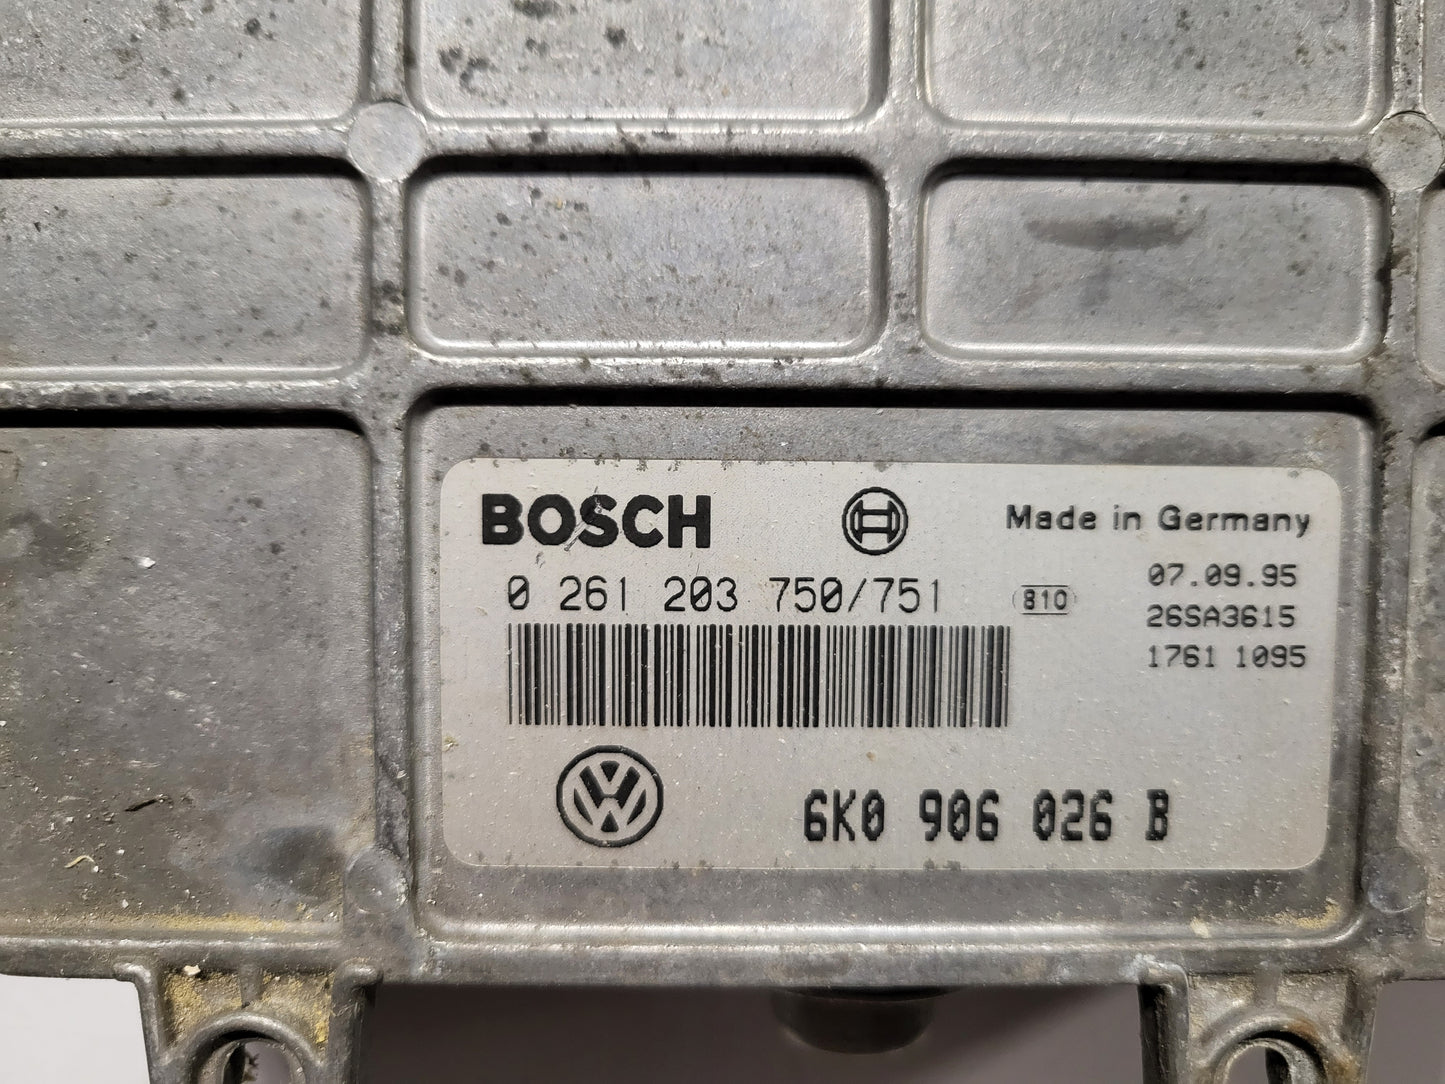 BOSCH
Made in Germany
0 261 203 750/751
810
07.09.95
26SA3615
1761 1095
6K0 906 026 B